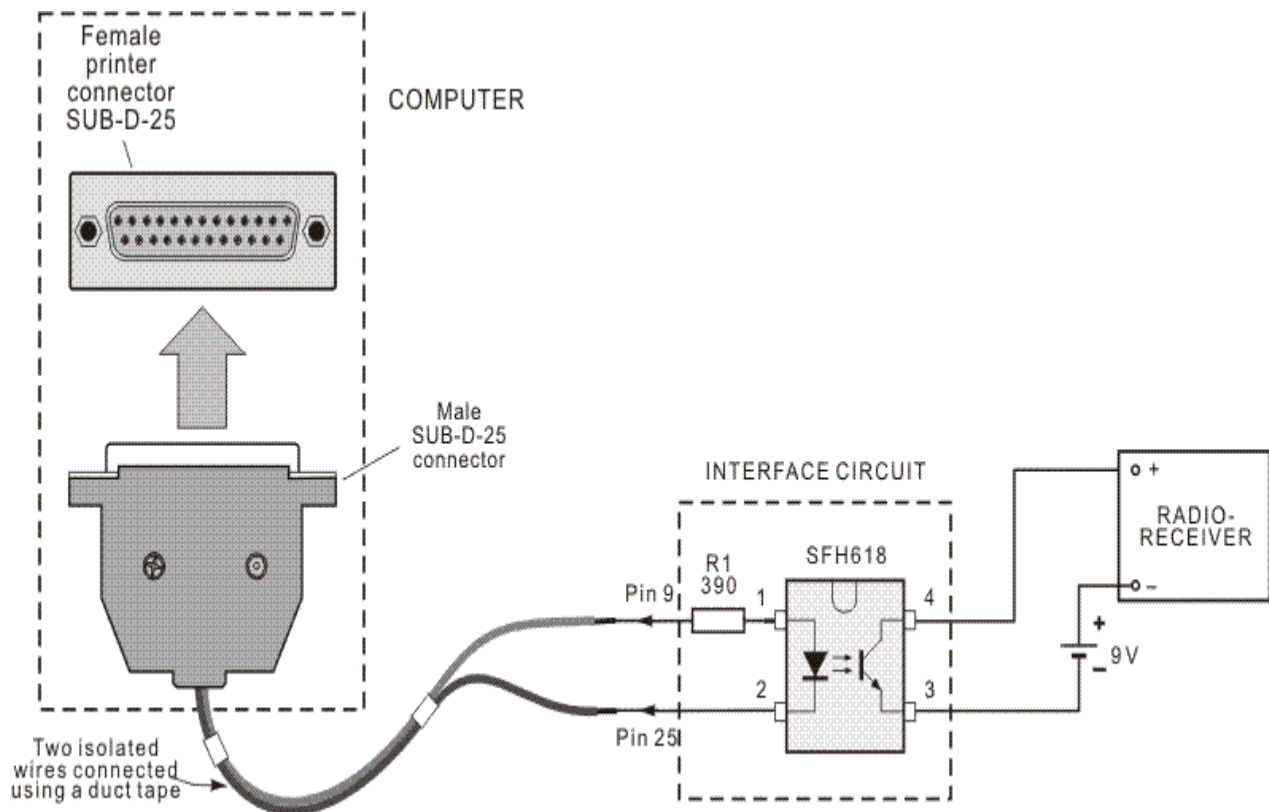 Female
printer
connector
SUB-D-25
COMPUTER
Male
SUB-D-25
connector
INTERFACE CIRCUIT
SFH618
R1
390
Pin 9
1
4
2
3
Pin 25
+
RADIO-
RECEIVER
−
+
9V
−
Two isolated
wires connected
using a duct tape